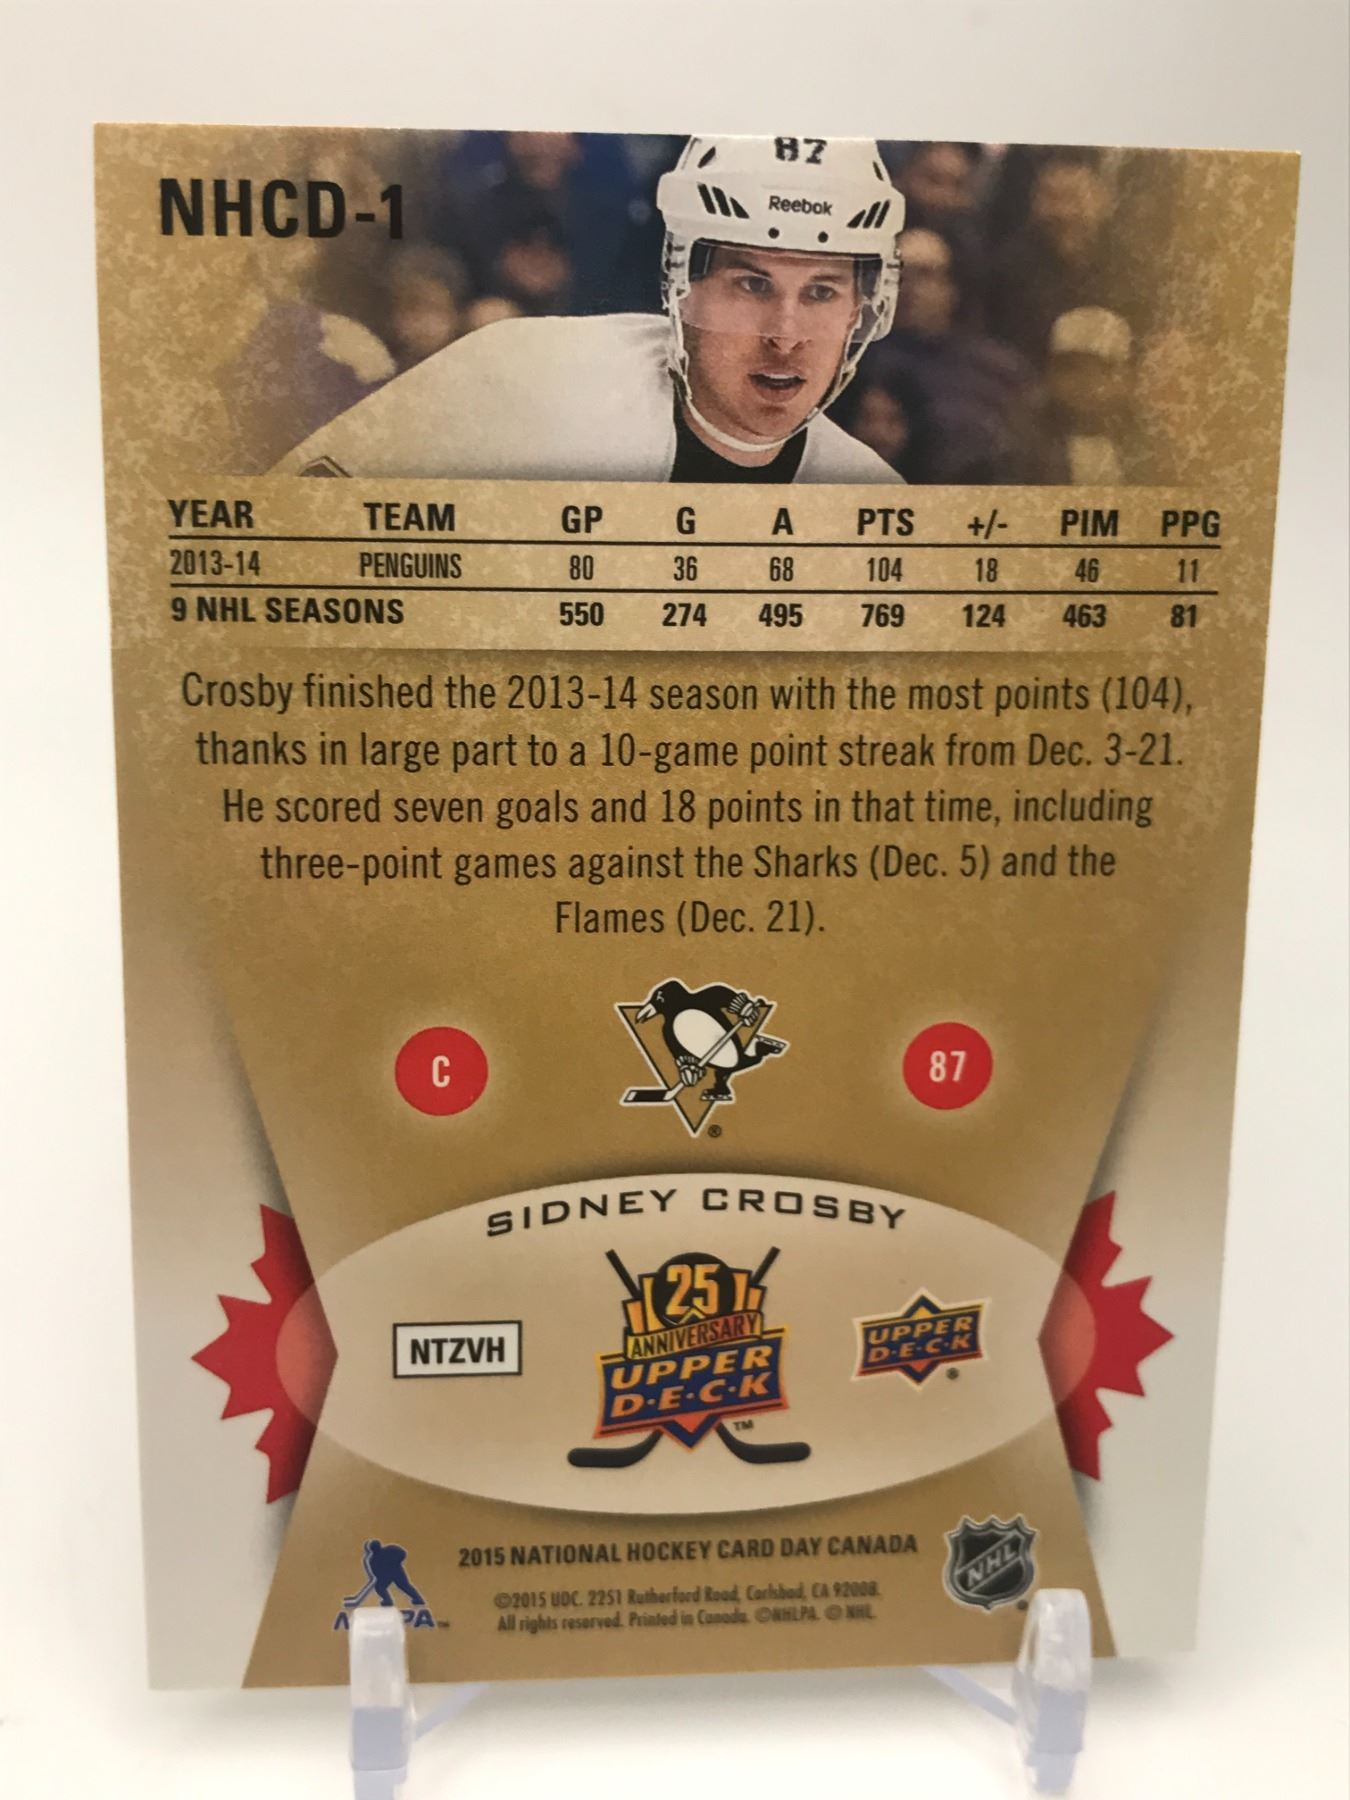 87
Reebok
NHCD-1
YEAR TEAM GP G A PTS +/- PIM PPG
2013-14 PENGUINS 80 36 68 104 18 46 11
9 NHL SEASONS 550 274 495 769 124 463 81
Crosby finished the 2013-14 season with the most points (104),
thanks in large part to a 10-game point streak from Dec. 3-21.
He scored seven goals and 18 points in that time, including
three-point games against the Sharks (Dec. 5) and the
Flames (Dec. 21).
C
®
87
SIDNEY CROSBY
NTZVH
25
ANNIVERSARY
UPPER
D·E·C·K
TM
UPPER
D·E·C·K
®
2015 NATIONAL HOCKEY CARD DAY CANADA
©2015 UDC. 2251 Rutherford Road, Carlsbad, CA 92008.
All rights reserved. Printed in Canada. ©NHLPA. © NHL.
NHL